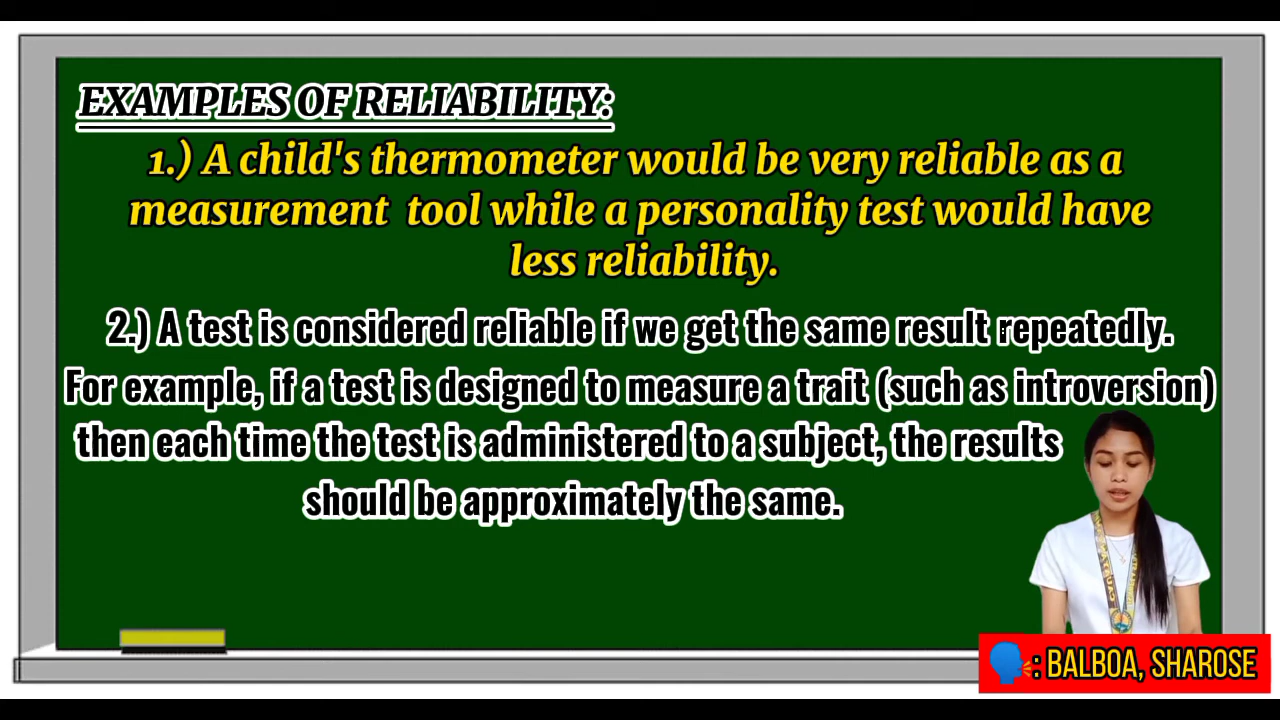 EXAMPLES OF RELIABILITY:
1.) A child's thermometer would be very reliable as a
measurement tool while a personality test would have
less reliability.
2.) A test is considered reliable if we get the same result repeatedly.
For example, if a test is designed to measure a trait (such as introversion)
then each time the test is administered to a subject, the results
should be approximately the same.
: BALBOA, SHAROSE